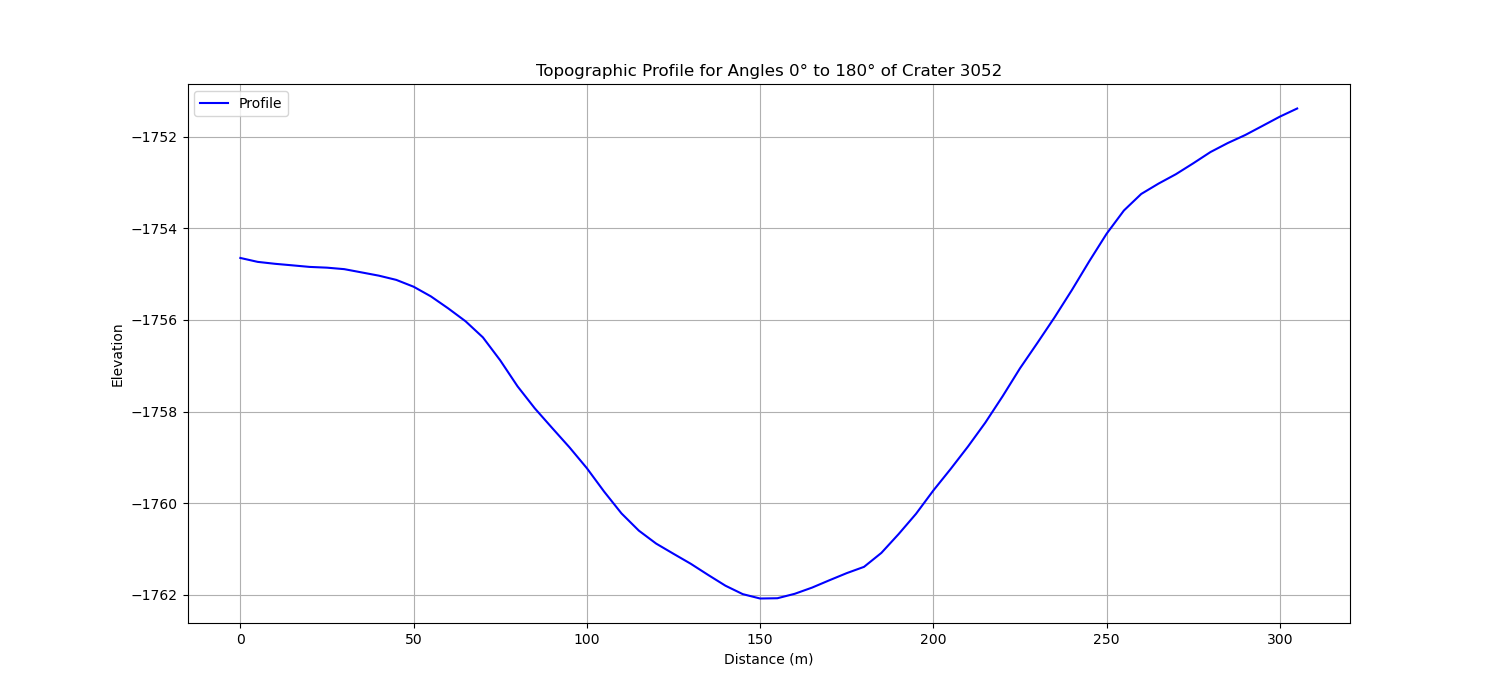 Topographic Profile for Angles 0° to 180° of Crater 3052
Profile
−1752
−1754
−1756
−1758
−1760
−1762
Elevation
0 50 100 150 200 250 300
Distance (m)